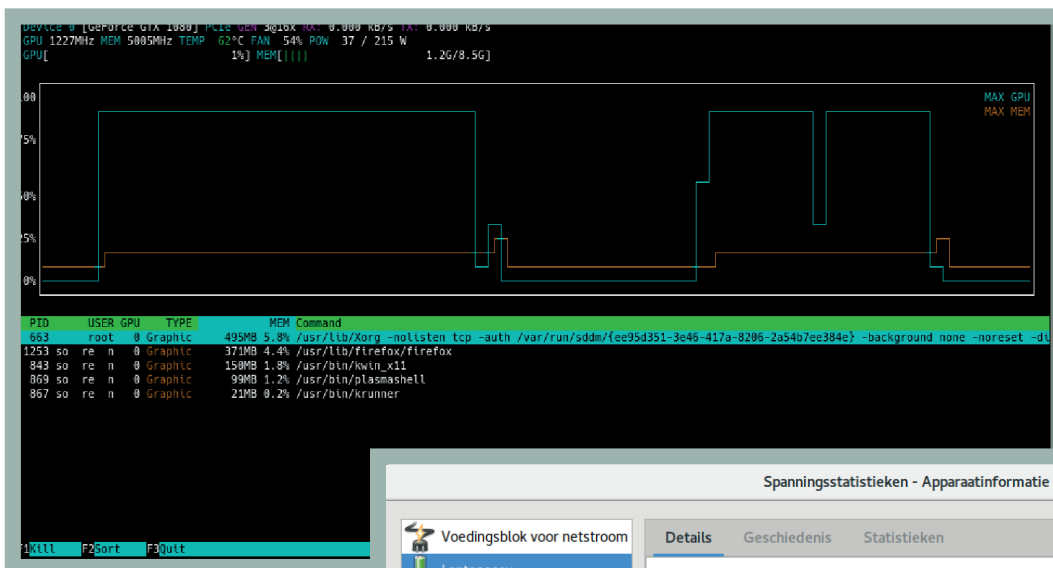 Device 0 [GeForce GTX 1080] PCIe GEN 3@16x RX: 0.000 kB/s TX: 0.000 kB/s
GPU 1227MHz MEM 5005MHz TEMP 62°C FAN 54% POW 37 / 215 W
GPU[ 1%] MEM[|||| 1.2G/8.5G]
100
MAX GPU
MAX MEM
75%
50%
25%
0%
PID USER GPU TYPE MEM Command
663 root 0 Graphic 495MB 5.8% /usr/lib/Xorg -nolisten tcp -auth /var/run/sddm/{ee95d351-3e46-417a-8206-2a54b7ee384e} -background none -noreset -di
1253 so re n 0 Graphic 371MB 4.4% /usr/lib/firefox/firefox
843 so re n 0 Graphic 150MB 1.8% /usr/bin/kwin_x11
869 so re n 0 Graphic 99MB 1.2% /usr/bin/plasmashell
867 so re n 0 Graphic 21MB 0.2% /usr/bin/krunner
F1Kill F2Sort F3Quit
Spanningsstatistieken - Apparaatinformatie
Voedingsblok voor netstroom
Details Geschiedenis Statistieken